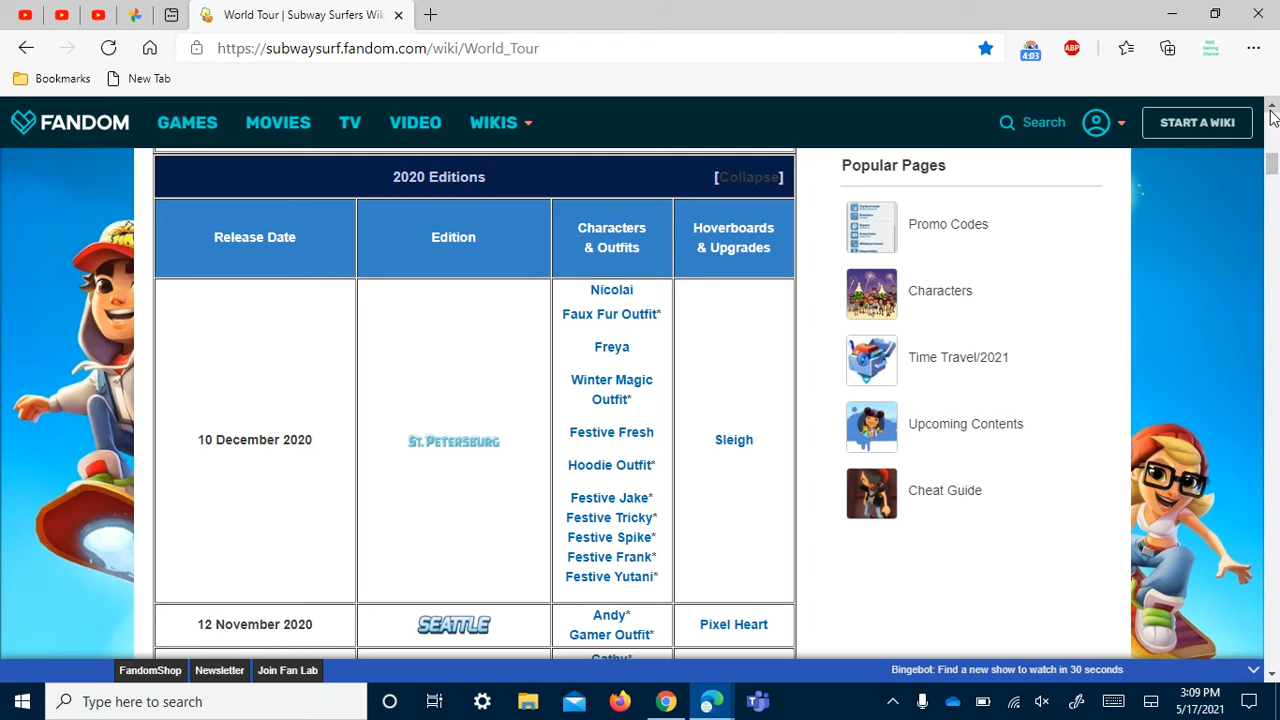 World Tour | Subway Surfers Wik
https://subwaysurf.fandom.com/wiki/World_Tour
4:03
ABP
Bookmarks
New Tab
FANDOM
GAMES
MOVIES
TV
VIDEO
WIKIS
Search
START A WIKI
2020 Editions
[Collapse]
Release Date
Edition
Characters
& Outfits
Hoverboards
& Upgrades
10 December 2020
ST. PETERSBURG
Nicolai
Faux Fur Outfit*
Freya
Winter Magic
Outfit*
Festive Fresh
Hoodie Outfit*
Festive Jake*
Festive Tricky*
Festive Spike*
Festive Frank*
Festive Yutani*
Sleigh
12 November 2020
SEATTLE
Andy*
Gamer Outfit*
Pixel Heart
Cathy*
Popular Pages
Promo Codes
Characters
Time Travel/2021
Upcoming Contents
Cheat Guide
FandomShop
Newsletter
Join Fan Lab
Bingebot: Find a new show to watch in 30 seconds
Type here to search
3:09 PM
5/17/2021